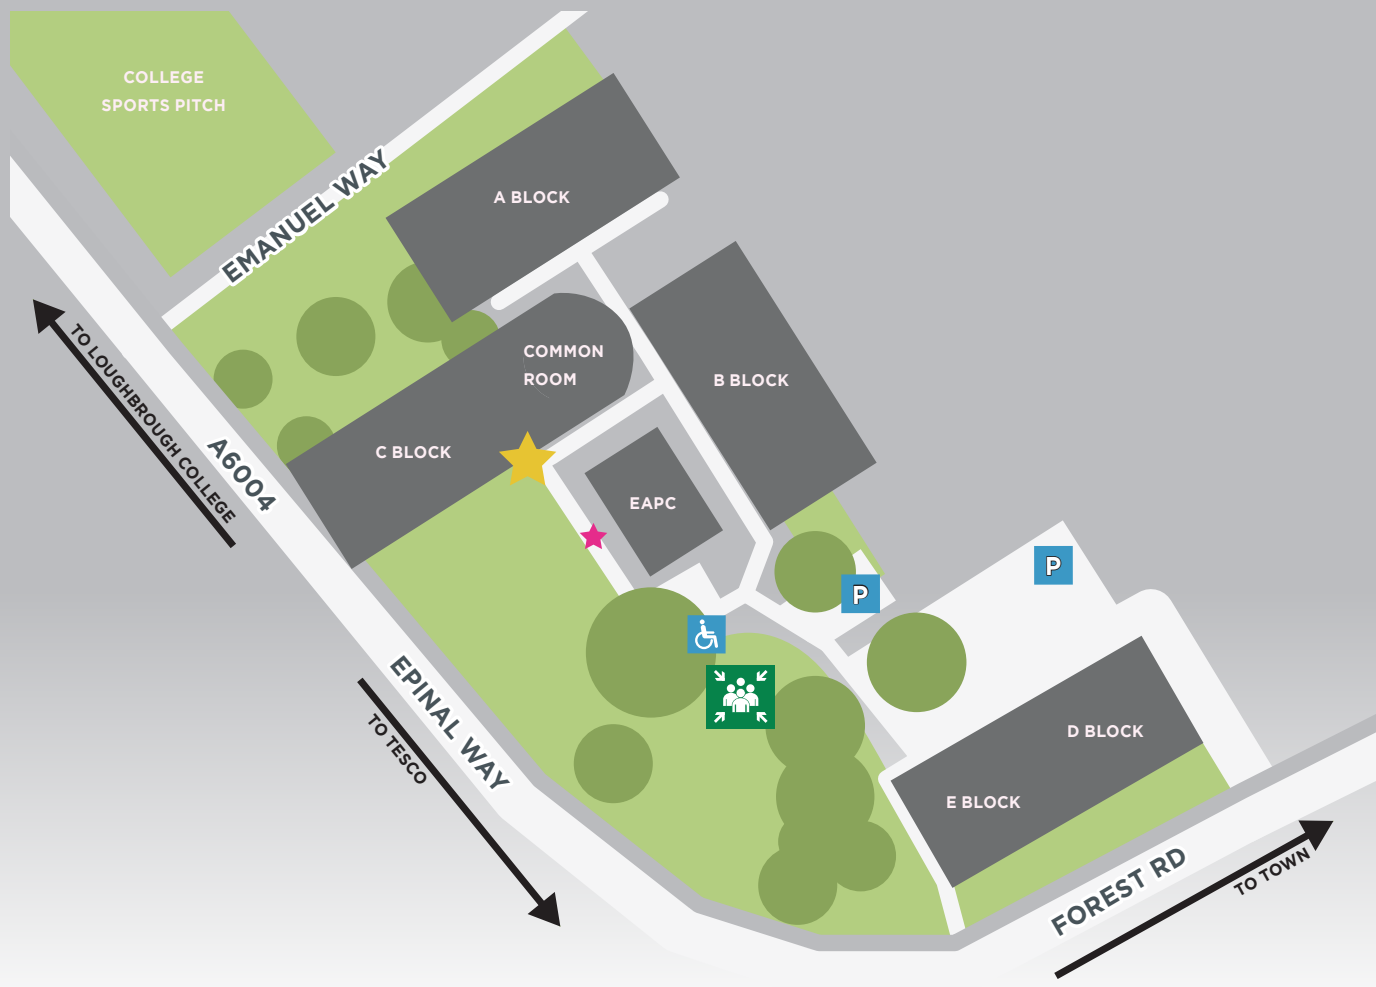 COLLEGE
SPORTS PITCH
EMANUEL WAY
A BLOCK
COMMON
ROOM
B BLOCK
C BLOCK
EAPC
TO LOUGHBROUGH COLLEGE
A6004
P
P
EPINAL WAY
TO TESCO
D BLOCK
E BLOCK
FOREST RD
TO TOWN